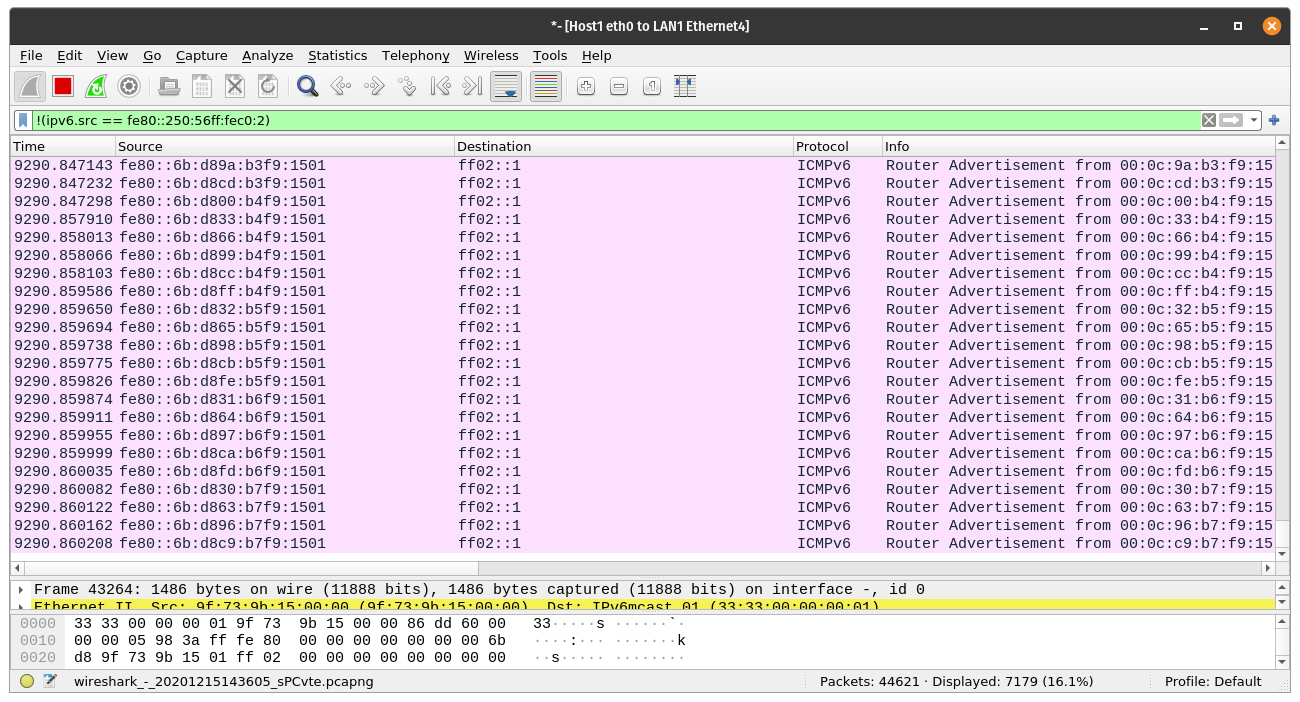 *- [Host1 eth0 to LAN1 Ethernet4]
File Edit View Go Capture Analyze Statistics Telephony Wireless Tools Help
!(ipv6.src == fe80::250:56ff:fec0:2)
Time Source Destination Protocol Info
9290.847143 fe80::6b:d89a:b3f9:1501 ff02::1 ICMPv6 Router Advertisement from 00:0c:9a:b3:f9:15
9290.847232 fe80::6b:d8cd:b3f9:1501 ff02::1 ICMPv6 Router Advertisement from 00:0c:cd:b3:f9:15
9290.847298 fe80::6b:d800:b4f9:1501 ff02::1 ICMPv6 Router Advertisement from 00:0c:00:b4:f9:15
9290.857910 fe80::6b:d833:b4f9:1501 ff02::1 ICMPv6 Router Advertisement from 00:0c:33:b4:f9:15
9290.858013 fe80::6b:d866:b4f9:1501 ff02::1 ICMPv6 Router Advertisement from 00:0c:66:b4:f9:15
9290.858066 fe80::6b:d899:b4f9:1501 ff02::1 ICMPv6 Router Advertisement from 00:0c:99:b4:f9:15
9290.858103 fe80::6b:d8cc:b4f9:1501 ff02::1 ICMPv6 Router Advertisement from 00:0c:cc:b4:f9:15
9290.859586 fe80::6b:d8ff:b4f9:1501 ff02::1 ICMPv6 Router Advertisement from 00:0c:ff:b4:f9:15
9290.859650 fe80::6b:d832:b5f9:1501 ff02::1 ICMPv6 Router Advertisement from 00:0c:32:b5:f9:15
9290.859694 fe80::6b:d865:b5f9:1501 ff02::1 ICMPv6 Router Advertisement from 00:0c:65:b5:f9:15
9290.859738 fe80::6b:d898:b5f9:1501 ff02::1 ICMPv6 Router Advertisement from 00:0c:98:b5:f9:15
9290.859775 fe80::6b:d8cb:b5f9:1501 ff02::1 ICMPv6 Router Advertisement from 00:0c:cb:b5:f9:15
9290.859826 fe80::6b:d8fe:b5f9:1501 ff02::1 ICMPv6 Router Advertisement from 00:0c:fe:b5:f9:15
9290.859874 fe80::6b:d831:b6f9:1501 ff02::1 ICMPv6 Router Advertisement from 00:0c:31:b6:f9:15
9290.859911 fe80::6b:d864:b6f9:1501 ff02::1 ICMPv6 Router Advertisement from 00:0c:64:b6:f9:15
9290.859955 fe80::6b:d897:b6f9:1501 ff02::1 ICMPv6 Router Advertisement from 00:0c:97:b6:f9:15
9290.859999 fe80::6b:d8ca:b6f9:1501 ff02::1 ICMPv6 Router Advertisement from 00:0c:ca:b6:f9:15
9290.860035 fe80::6b:d8fd:b6f9:1501 ff02::1 ICMPv6 Router Advertisement from 00:0c:fd:b6:f9:15
9290.860082 fe80::6b:d830:b7f9:1501 ff02::1 ICMPv6 Router Advertisement from 00:0c:30:b7:f9:15
9290.860122 fe80::6b:d863:b7f9:1501 ff02::1 ICMPv6 Router Advertisement from 00:0c:63:b7:f9:15
9290.860162 fe80::6b:d896:b7f9:1501 ff02::1 ICMPv6 Router Advertisement from 00:0c:96:b7:f9:15
9290.860208 fe80::6b:d8c9:b7f9:1501 ff02::1 ICMPv6 Router Advertisement from 00:0c:c9:b7:f9:15
Frame 43264: 1486 bytes on wire (11888 bits), 1486 bytes captured (11888 bits) on interface -, id 0
Ethernet II, Src: 9f:73:9b:15:00:00 (9f:73:9b:15:00:00), Dst: IPv6mcast_01 (33:33:00:00:00:01)
0000 33 33 00 00 00 01 9f 73 9b 15 00 00 86 dd 60 00 33·····s ······`·
0010 00 00 05 98 3a ff fe 80 00 00 00 00 00 00 00 6b ····:··· ·······k
0020 d8 9f 73 9b 15 01 ff 02 00 00 00 00 00 00 00 00 ··s····· ········
wireshark_-_20201215143605_sPCvte.pcapng Packets: 44621 · Displayed: 7179 (16.1%) Profile: Default